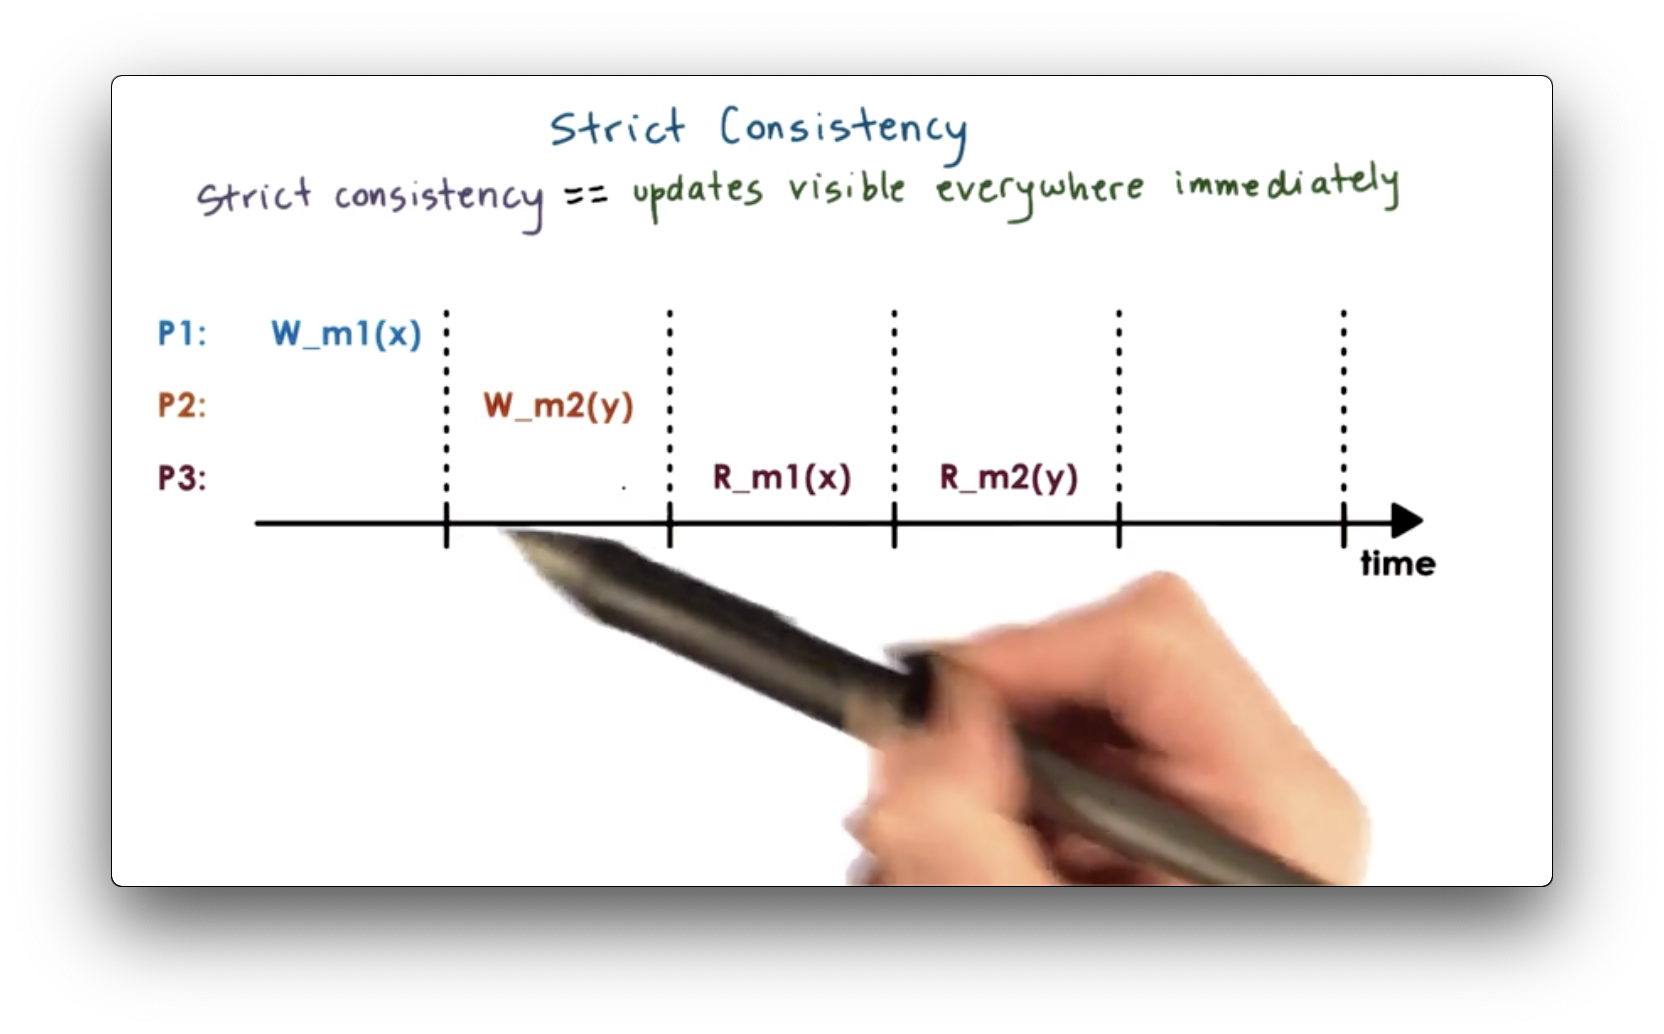 Strict Consistency
Strict consistency == updates visible everywhere immediately
P1: W_m1(x)
P2: W_m2(y)
P3: R_m1(x) R_m2(y)
time